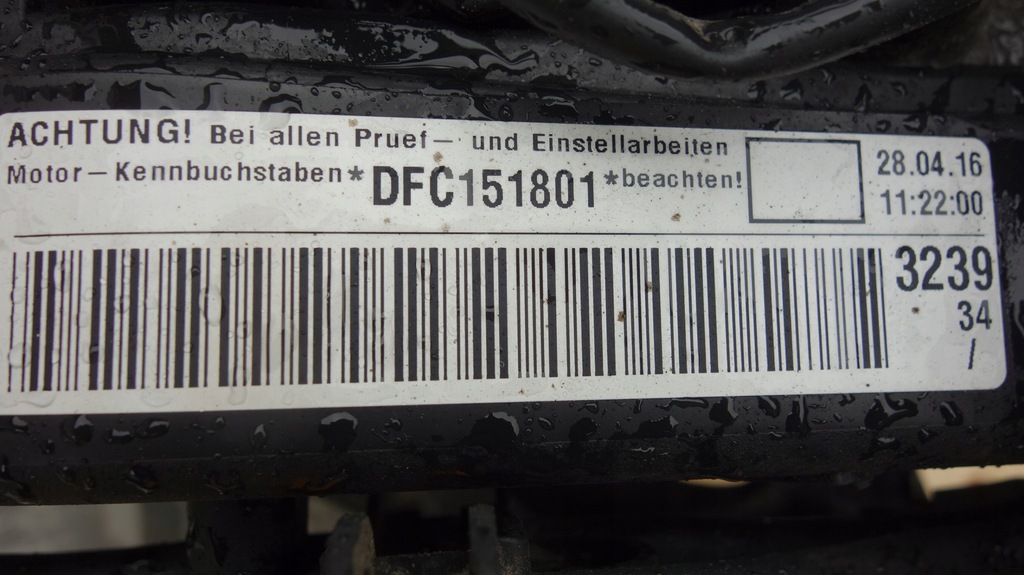 ACHTUNG! Bei allen Pruef– und Einstellarbeiten
Motor–Kennbuchstaben*DFC151801*beachten!
28.04.16
11:22:00
3239
34
/